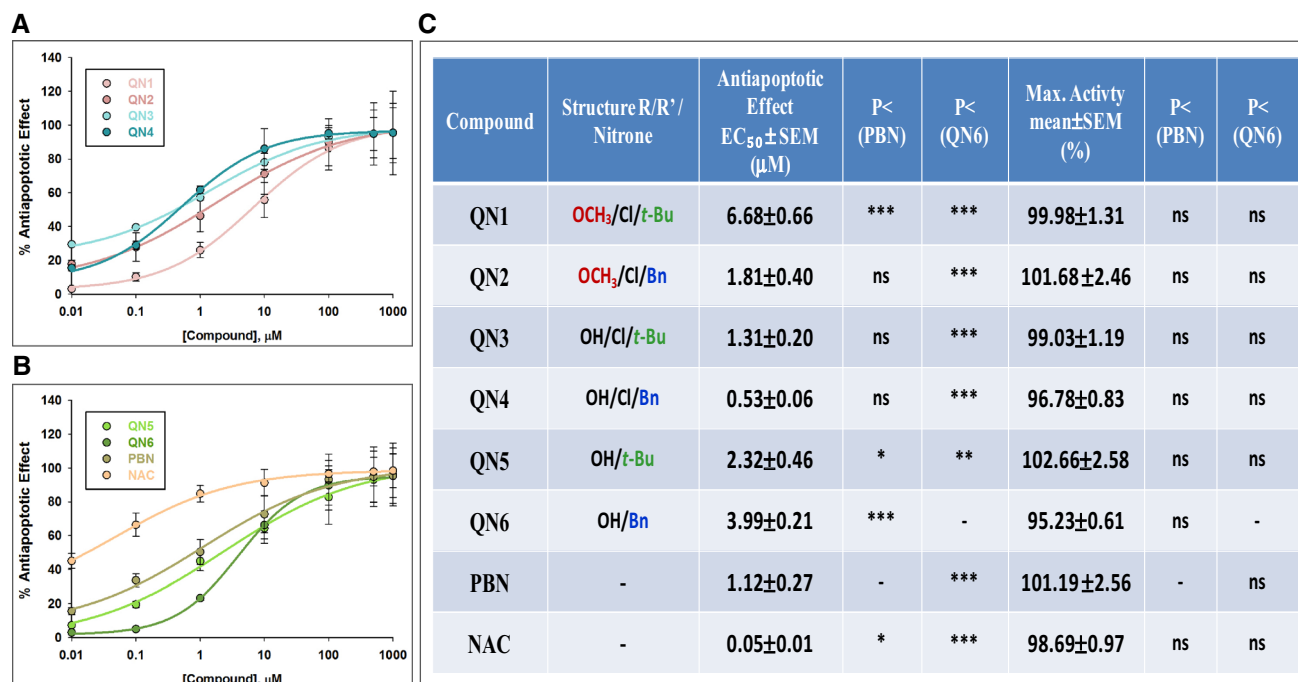 A
140
120
100
80
60
40
20
0
% Antiapoptotic Effect
QN1
QN2
QN3
QN4
0.01 0.1 1 10 100 1000
[Compound], µM
B
140
120
100
80
60
40
20
0
% Antiapoptotic Effect
QN5
QN6
PBN
NAC
0.01 0.1 1 10 100 1000
[Compound], µM
C
Compound
Structure R/R’/
Nitrone
Antiapoptotic
Effect
EC₅₀±SEM
(µM)
P<
(PBN)
P<
(QN6)
Max. Activty
mean±SEM
(%)
P<
(PBN)
P<
(QN6)
QN1 OCH₃/Cl/t-Bu 6.68±0.66 *** *** 99.98±1.31 ns ns
QN2 OCH₃/Cl/Bn 1.81±0.40 ns *** 101.68±2.46 ns ns
QN3 OH/Cl/t-Bu 1.31±0.20 ns *** 99.03±1.19 ns ns
QN4 OH/Cl/Bn 0.53±0.06 ns *** 96.78±0.83 ns ns
QN5 OH/t-Bu 2.32±0.46 * ** 102.66±2.58 ns ns
QN6 OH/Bn 3.99±0.21 *** - 95.23±0.61 ns -
PBN - 1.12±0.27 - *** 101.19±2.56 - ns
NAC - 0.05±0.01 * *** 98.69±0.97 ns ns